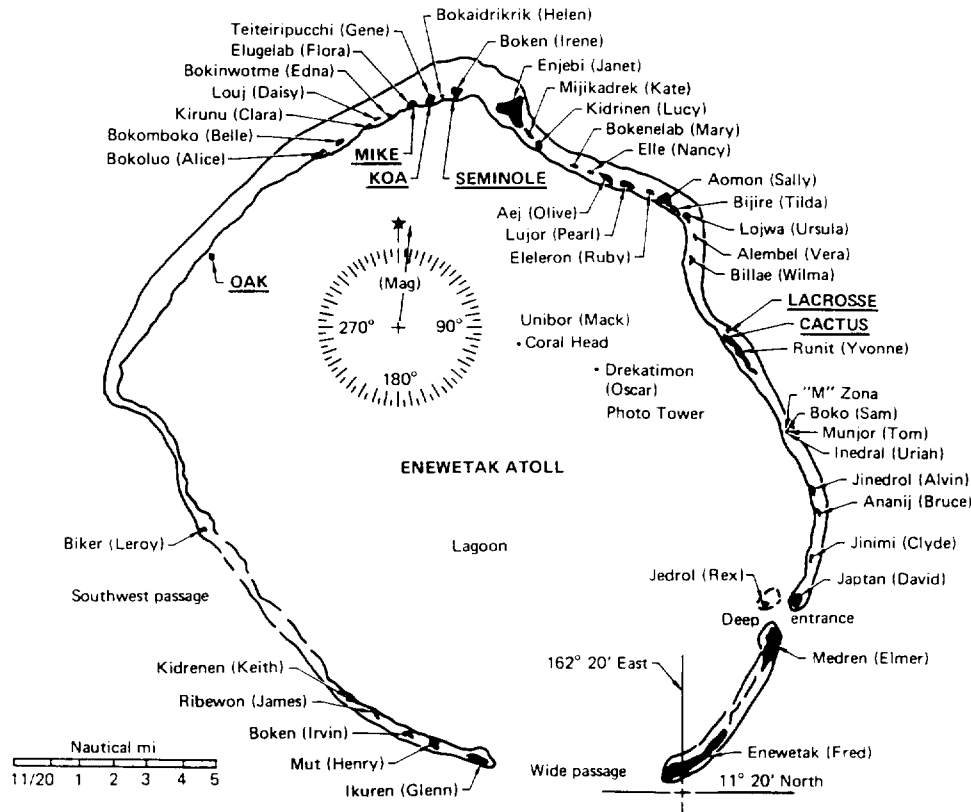 Bokaidrikrik (Helen)
Teiteiripucchi (Gene)
Boken (Irene)
Elugelab (Flora)
Enjebi (Janet)
Bokinwotme (Edna)
Mijikadrek (Kate)
Louj (Daisy)
Kidrinen (Lucy)
Kirunu (Clara)
Bokenelab (Mary)
Bokomboko (Belle)
Elle (Nancy)
Bokoluo (Alice)
MIKE
KOA
SEMINOLE
Aomon (Sally)
Bijire (Tilda)
Aej (Olive)
Lojwa (Ursula)
Lujor (Pearl)
Alembel (Vera)
Eleleron (Ruby)
Billae (Wilma)
OAK
(Mag)
270°
90°
180°
LACROSSE
Unibor (Mack)
CACTUS
Coral Head
Runit (Yvonne)
Drekatimon
(Oscar)
Photo Tower
"M" Zona
Boko (Sam)
Munjor (Tom)
Inedral (Uriah)
ENEWETAK ATOLL
Jinedrol (Alvin)
Ananij (Bruce)
Biker (Leroy)
Lagoon
Jinimi (Clyde)
Jedrol (Rex)
Japtan (David)
Southwest passage
Deep entrance
Medren (Elmer)
162° 20' East
Kidrenen (Keith)
Ribewon (James)
Boken (Irvin)
Mut (Henry)
Ikuren (Glenn)
Nautical mi
11/20 1 2 3 4 5
Enewetak (Fred)
Wide passage
11° 20' North